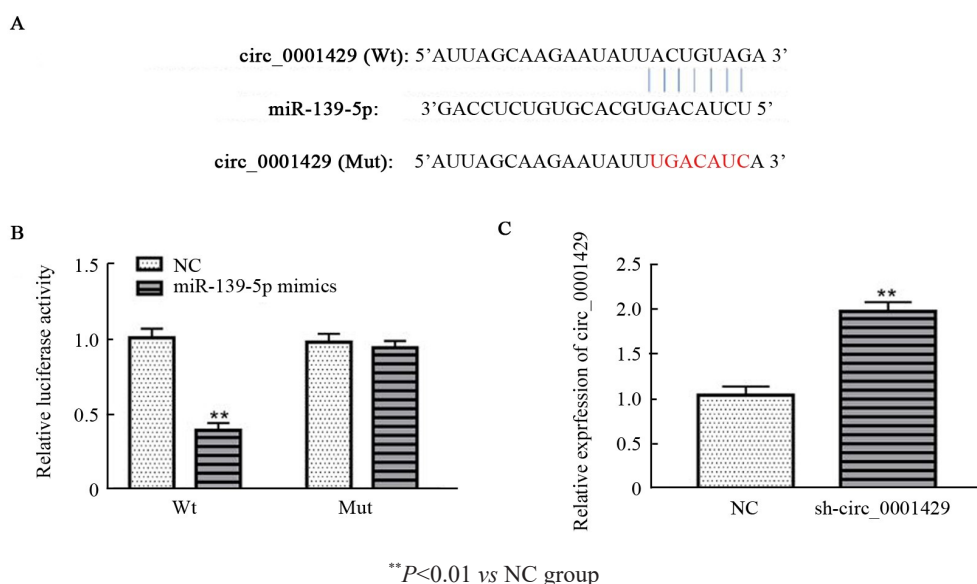 A
circ_0001429 (Wt): 5’AUUAGCAAGAAUAUUACUGUAGA 3’
miR-139-5p: 3’GACCUCUGUGCACGUGACAUCU 5’
circ_0001429 (Mut): 5’AUUAGCAAGAAUAUUUGACAUCA 3’
B
Relative luciferase activity
1.5
1.0
0.5
0
NC
miR-139-5p mimics
**
Wt
Mut
C
Relative exprfession of circ_0001429
2.5
2.0
1.5
1.0
0.5
0
**
NC
sh-circ_0001429
**P<0.01 vs NC group